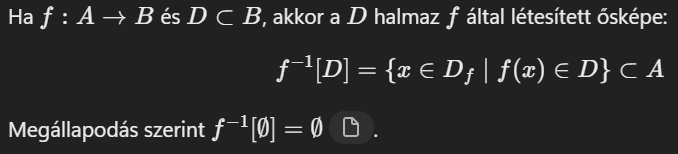 Ha f : A → B és D ⊂ B, akkor a D halmaz f által létesített ősképe:
f⁻¹[D] = {x ∈ D_f | f(x) ∈ D} ⊂ A
Megállapodás szerint f⁻¹[∅] = ∅ .